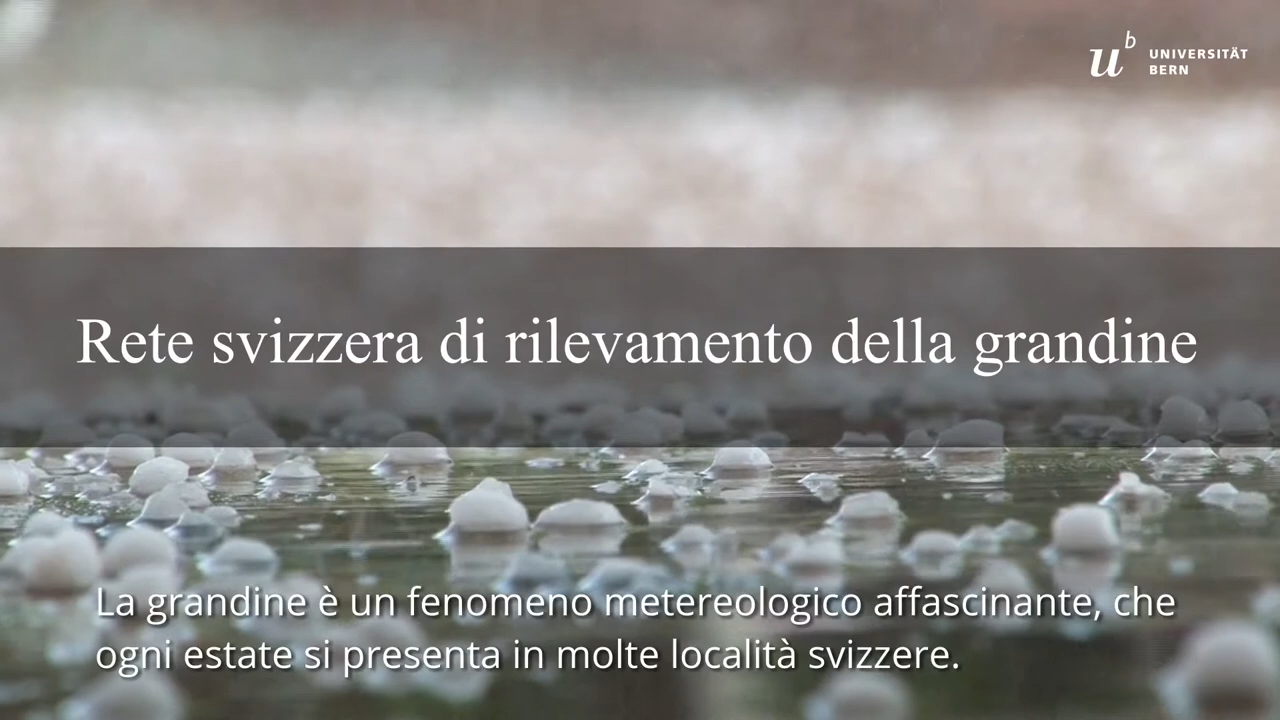 u b UNIVERSITÄT
BERN
Rete svizzera di rilevamento della grandine
La grandine è un fenomeno metereologico affascinante, che
ogni estate si presenta in molte località svizzere.